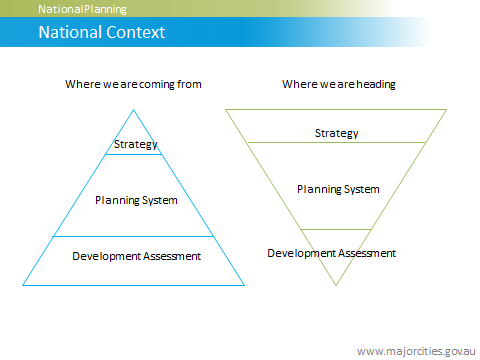 National Planning
National Context
Where we are coming from
Where we are heading
Strategy
Planning System
Development Assessment
Strategy
Planning System
Development Assessment
www.majorcities.gov.au